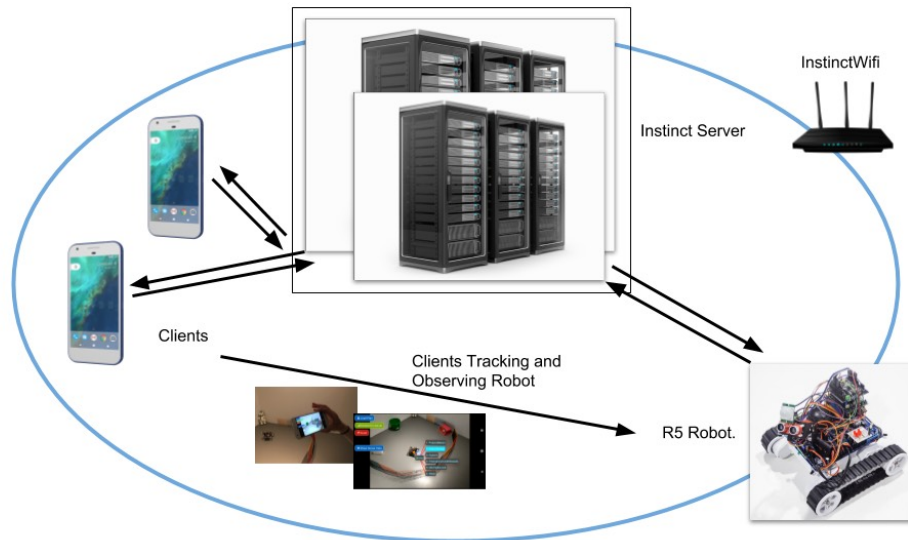 InstinctWifi
Instinct Server
Clients
Clients Tracking and
Observing Robot
R5 Robot.